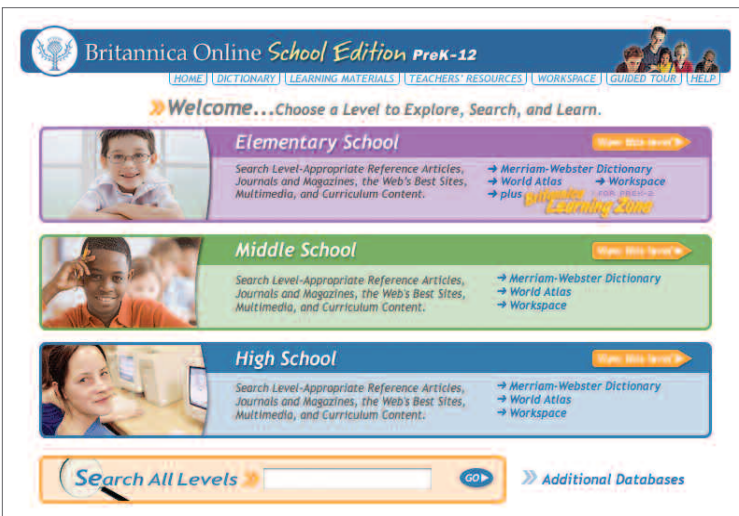 Britannica Online School Edition PreK-12
HOME DICTIONARY LEARNING MATERIALS TEACHERS' RESOURCES WORKSPACE GUIDED TOUR HELP
Welcome...Choose a Level to Explore, Search, and Learn.
Elementary School
Search Level-Appropriate Reference Articles,
Journals and Magazines, the Web's Best Sites,
Multimedia, and Curriculum Content.
Merriam-Webster Dictionary
World Atlas Workspace
plus Learning Zone FOR PREK-2
Middle School
Search Level-Appropriate Reference Articles,
Journals and Magazines, the Web's Best Sites,
Multimedia, and Curriculum Content.
Merriam-Webster Dictionary
World Atlas
Workspace
High School
Search Level-Appropriate Reference Articles,
Journals and Magazines, the Web's Best Sites,
Multimedia, and Curriculum Content.
Merriam-Webster Dictionary
World Atlas
Workspace
Search All Levels GO
Additional Databases